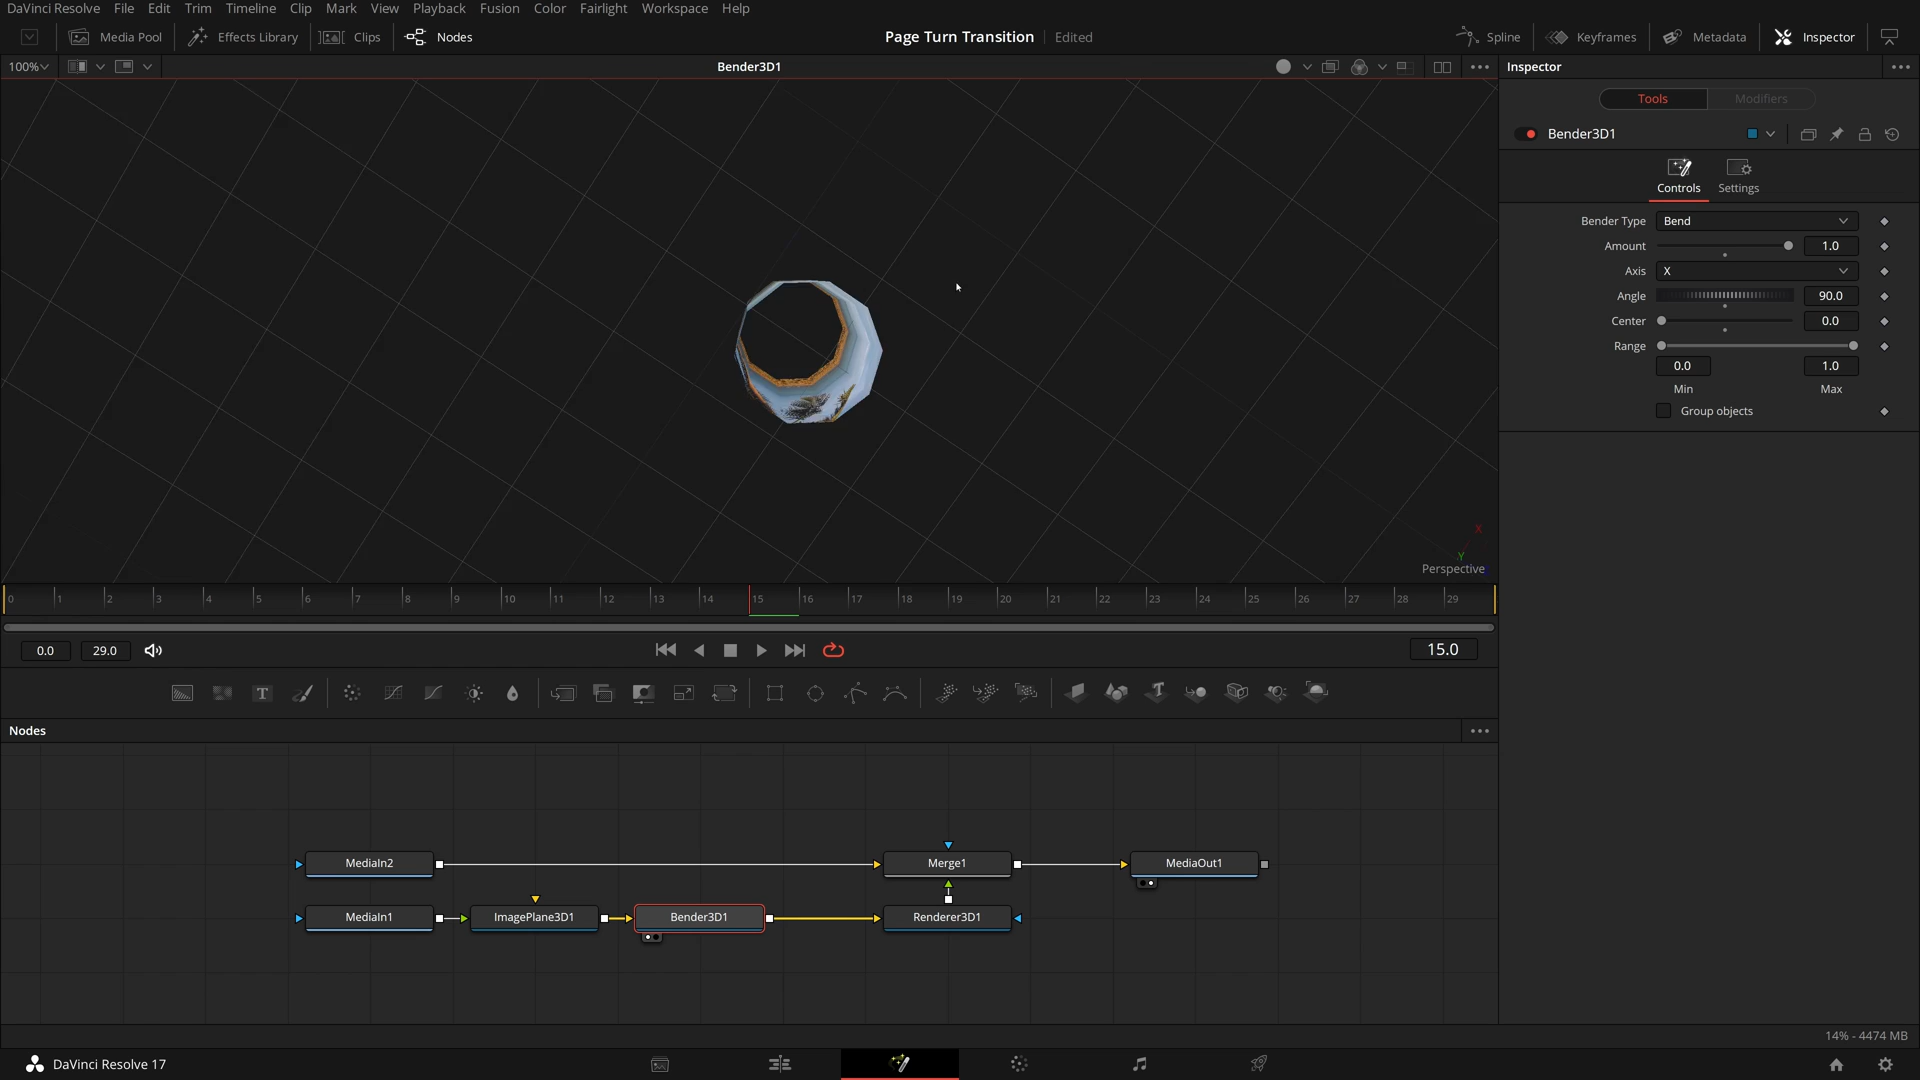 DaVinci Resolve File Edit Trim Timeline Clip Mark View Playback Fusion Color Fairlight Workspace Help
Media Pool Effects Library Clips Nodes Page Turn Transition Edited Spline Keyframes Metadata Inspector
100% Bender3D1 Inspector
Tools Modifiers
Bender3D1
Controls Settings
Bender Type Bend
Amount 1.0
Axis X
Angle 90.0
Center 0.0
Range
0.0 1.0
Min Max
Group objects
X
Y
Perspective
0 1 2 3 4 5 6 7 8 9 10 11 12 13 14 15 16 17 18 19 20 21 22 23 24 25 26 27 28 29
0.0 29.0 15.0
T T
Nodes
MediaIn2 Merge1 MediaOut1
MediaIn1 ImagePlane3D1 Bender3D1 Renderer3D1
14% - 4474 MB
DaVinci Resolve 17